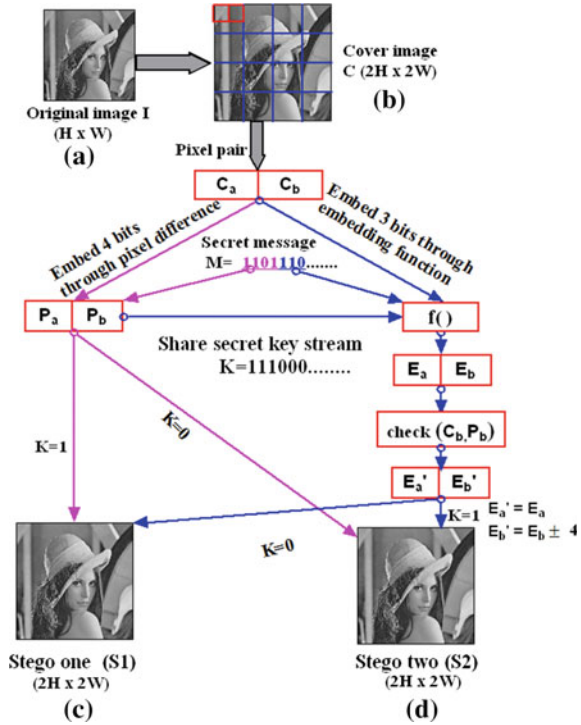 Original image I
(H x W)
(a)
Cover image
C (2H x 2W)
(b)
Pixel pair
Ca Cb
Embed 4 bits
through pixel difference
Embed 3 bits through
embedding function
Secret message
M= 1101110.......
Pa Pb
f()
Share secret key stream
K=111000........
Ea Eb
check (Cb,Pb)
K=1
K=0
Ea' Eb'
K=1
Ea' = Ea
Eb' = Eb ± 4
K=0
Stego one (S1)
(2H x 2W)
(c)
Stego two (S2)
(2H x 2W)
(d)